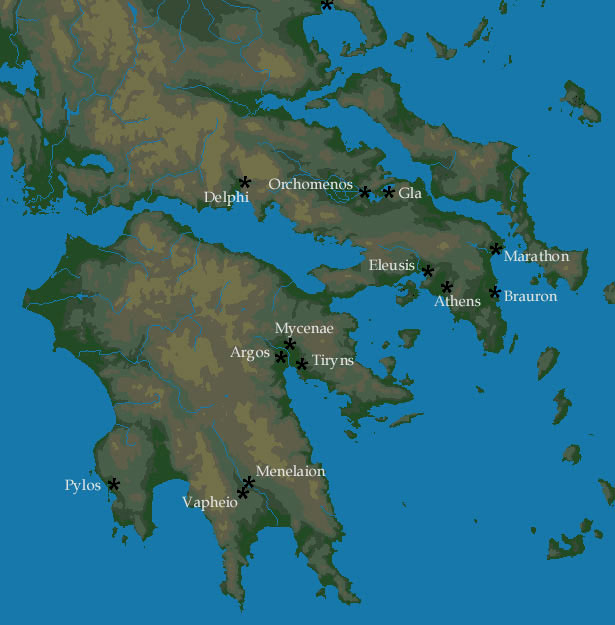 Orchomenos
Gla
Delphi
Marathon
Eleusis
Athens
Brauron
Mycenae
Argos
Tiryns
Menelaion
Pylos
Vapheio